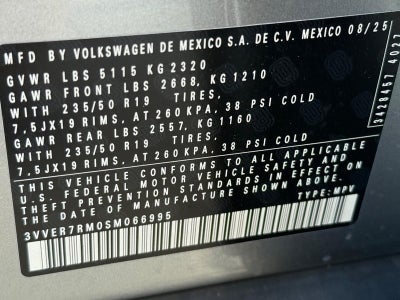 MFD BY VOLKSWAGEN DE MEXICO S.A. DE C.V. MEXICO 08/25
GVWR LBS 5115 KG 2320
GAWR FRONT LBS 2668, KG 1210
WITH 235/50 R19 TIRES,
7,5JX19 RIMS, AT 260 KPA, 38 PSI COLD
GAWR REAR LBS 2557, KG 1160
WITH 235/50 R19 TIRES,
7,5JX19 RIMS, AT 260 KPA, 38 PSI COLD
THIS VEHICLE CONFORMS TO ALL APPLICABLE
U.S. FEDERAL MOTOR VEHICLE SAFETY AND
THEFT PREVENTION STANDARDS IN EFFECT ON
THE DATE OF MANUFACTURE SHOWN ABOVE.
3VVER7RM0SM066995 TYPE: MPV
3429457 4027